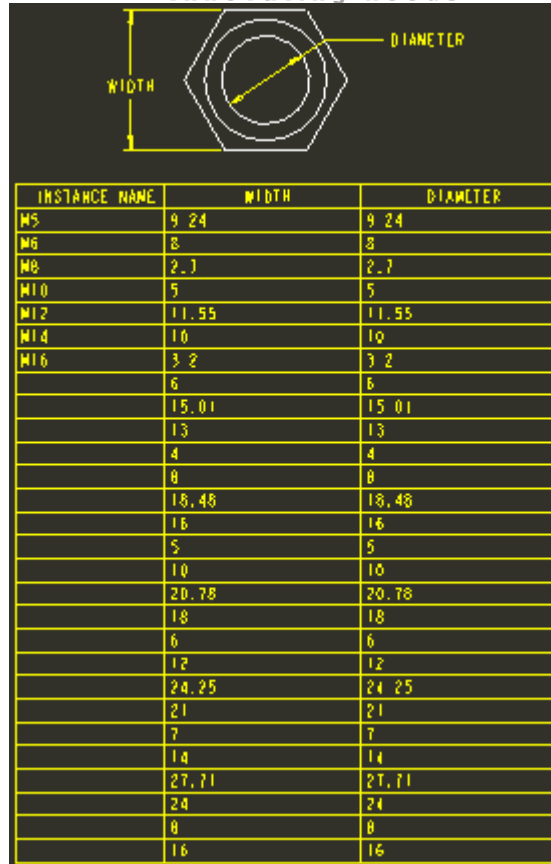 DIAMETER
WIDTH
INSTANCE NAME WIDTH DIAMETER
M5 9.24 9.24
M6 8 8
M8 2.7 2.7
M10 5 5
M12 11.55 11.55
M14 10 10
M16 3.2 3.2
6 6
15.01 15.01
13 13
4 4
8 8
18.48 18.48
16 16
5 5
10 10
20.78 20.78
18 18
6 6
12 12
24.25 24.25
21 21
7 7
14 14
27.71 27.71
24 24
8 8
16 16